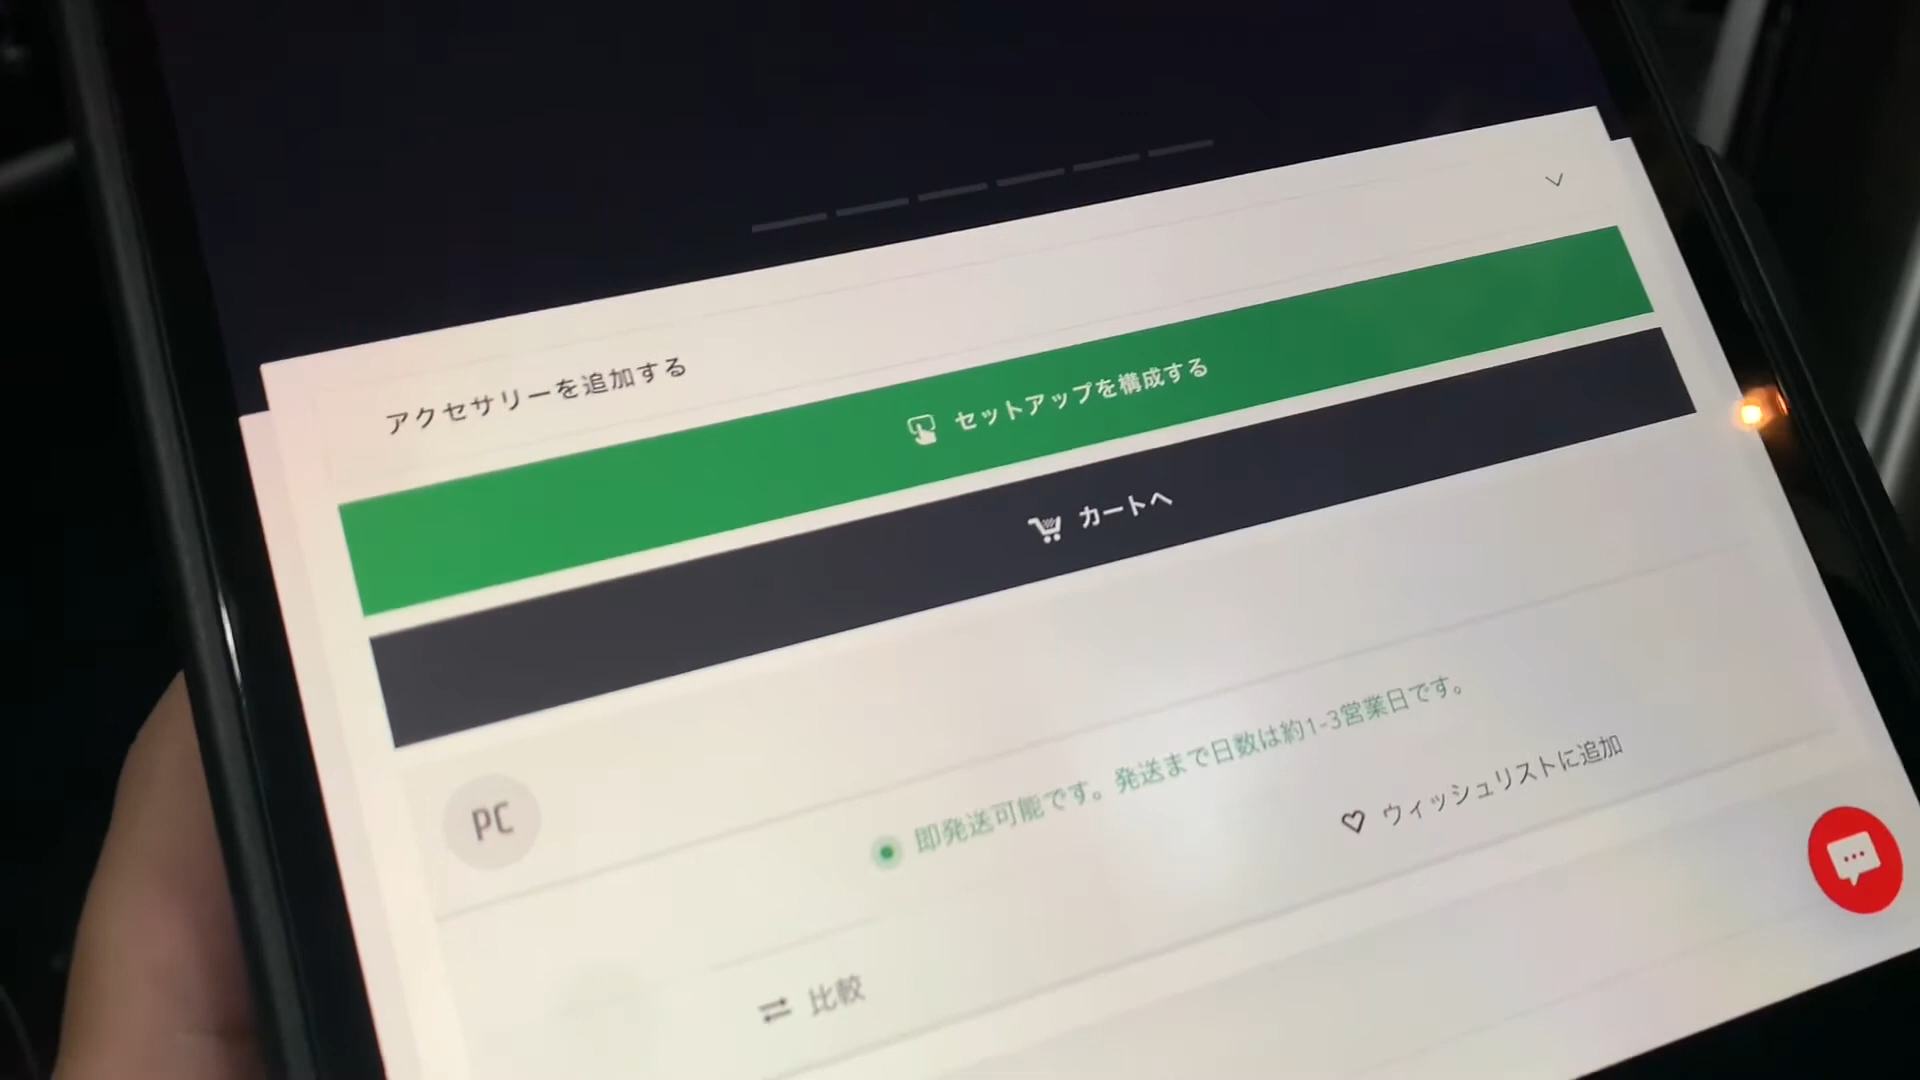 アクセサリーを追加する
セットアップを構成する
カートへ
PC
即発送可能です。発送まで日数は約1-3営業日です。
ウィッシュリストに追加
比較